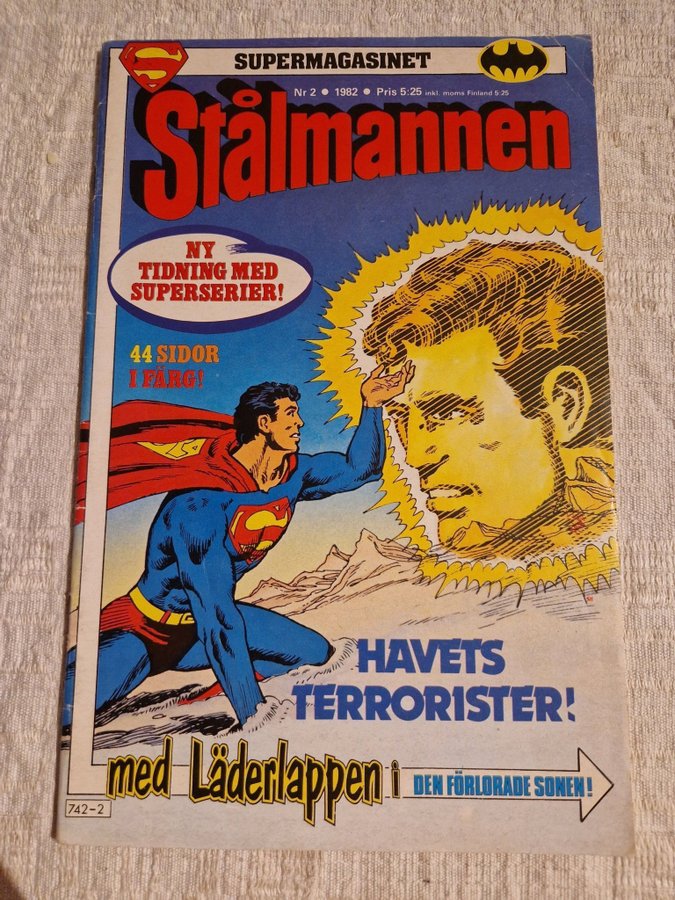 SUPERMAGASINET
Nr 2 • 1982 • Pris 5:25 inkl. moms Finland 5:25
Stålmannen
NY
TIDNING MED
SUPERSERIER!
44 SIDOR
I FÄRG!
HAVETS
TERRORISTER!
med Läderlappen i DEN FÖRLORADE SONEN!
742-2